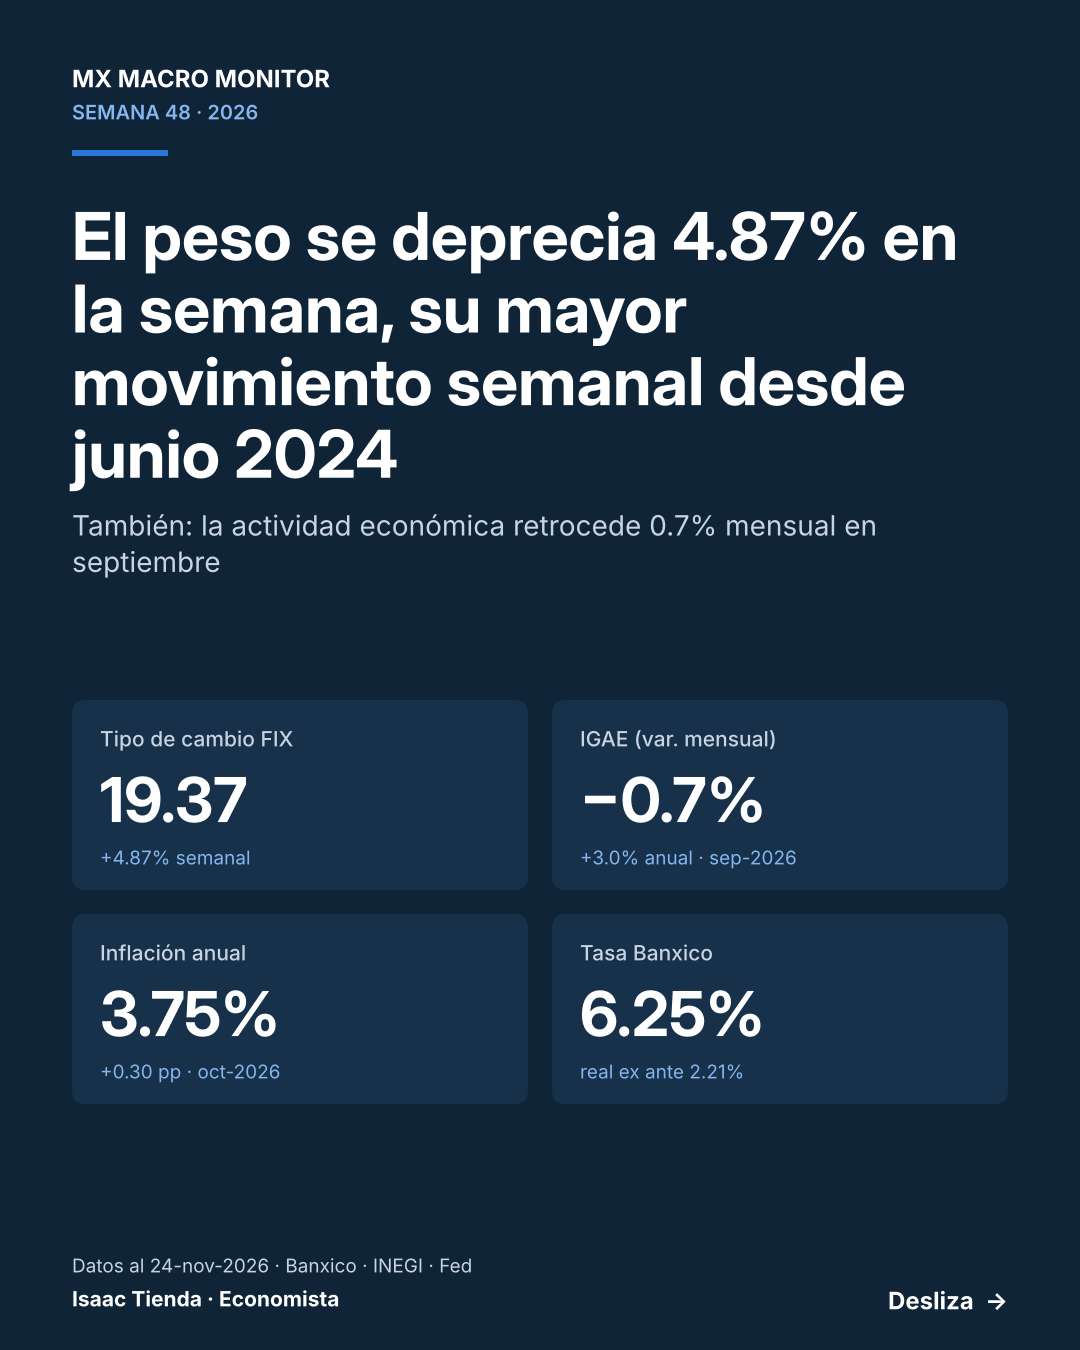 MX MACRO MONITOR
SEMANA 48 · 2026
El peso se deprecia 4.87% en
la semana, su mayor
movimiento semanal desde
junio 2024
También: la actividad económica retrocede 0.7% mensual en
septiembre
Tipo de cambio FIX
19.37
+4.87% semanal
IGAE (var. mensual)
−0.7%
+3.0% anual · sep-2026
Inflación anual
3.75%
+0.30 pp · oct-2026
Tasa Banxico
6.25%
real ex ante 2.21%
Datos al 24-nov-2026 · Banxico · INEGI · Fed
Isaac Tienda · Economista
Desliza →